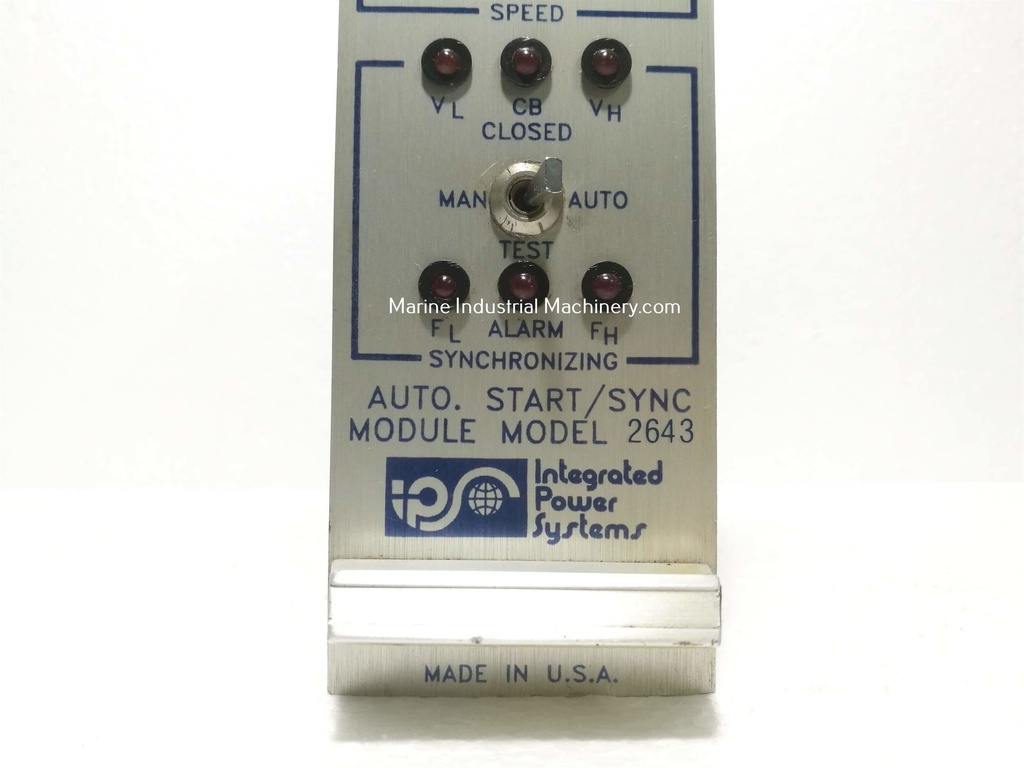 SPEED
VL CB VH
CLOSED
MAN AUTO
TEST
Marine Industrial Machinery.com
FL ALARM FH
SYNCHRONIZING
AUTO. START/SYNC
MODULE MODEL 2643
ips Integrated
Power
Systems
MADE IN U.S.A.